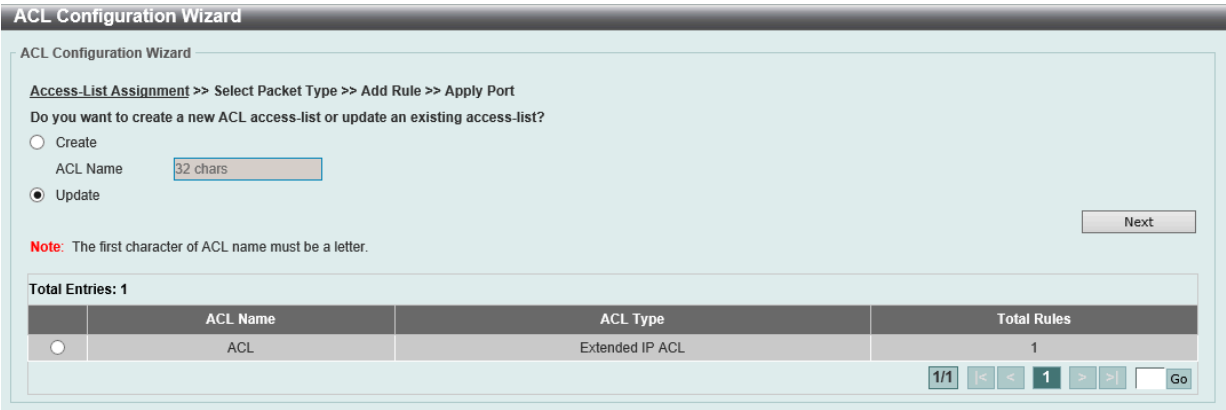 ACL Configuration Wizard
ACL Configuration Wizard
Access-List Assignment >> Select Packet Type >> Add Rule >> Apply Port
Do you want to create a new ACL access-list or update an existing access-list?
Create
ACL Name 32 chars
Update
Next
Note: The first character of ACL name must be a letter.
Total Entries: 1
ACL Name ACL Type Total Rules
ACL Extended IP ACL 1
1/1 |< < 1 > >| Go